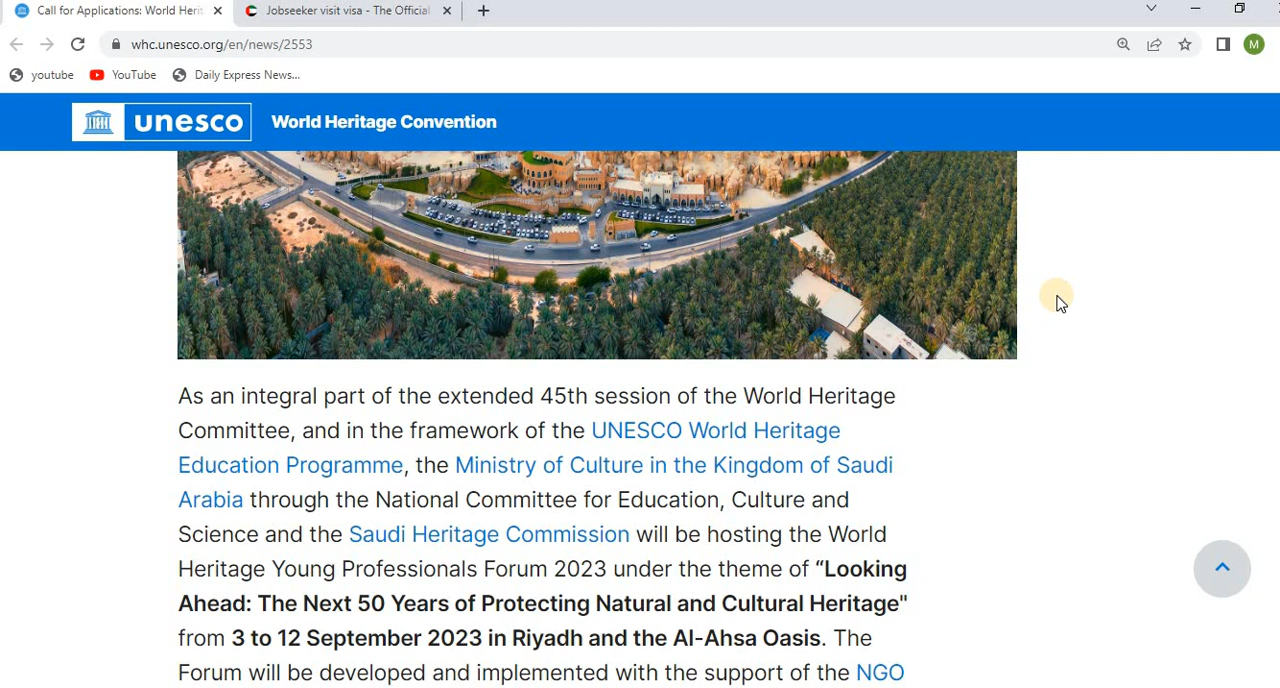 Call for Applications: World Herit
Jobseeker visit visa - The Official
whc.unesco.org/en/news/2553
M
youtube
YouTube
Daily Express News...
unesco
World Heritage Convention
As an integral part of the extended 45th session of the World Heritage
Committee, and in the framework of the UNESCO World Heritage
Education Programme, the Ministry of Culture in the Kingdom of Saudi
Arabia through the National Committee for Education, Culture and
Science and the Saudi Heritage Commission will be hosting the World
Heritage Young Professionals Forum 2023 under the theme of “Looking
Ahead: The Next 50 Years of Protecting Natural and Cultural Heritage"
from 3 to 12 September 2023 in Riyadh and the Al-Ahsa Oasis. The
Forum will be developed and implemented with the support of the NGO